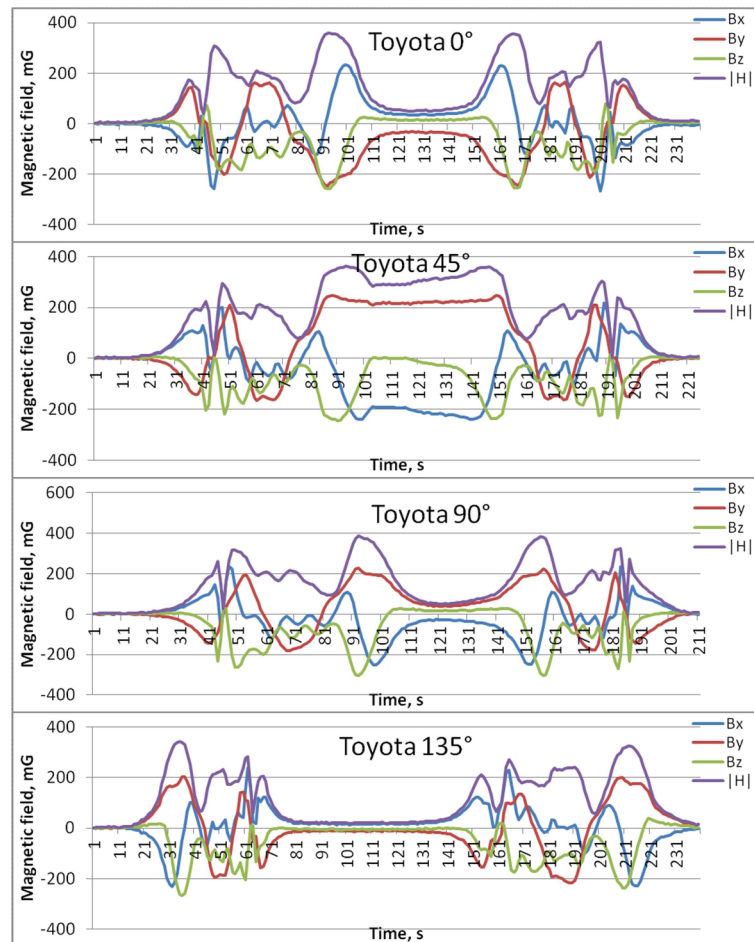 Toyota 0°
Bx
By
Bz
|H|
Magnetic field, mG
400
200
0
-200
-400
1 11 21 31 41 51 61 71 81 91 101 111 121 131 141 151 161 171 181 191 201 211 221 231
Time, s
Toyota 45°
Bx
By
Bz
|H|
Magnetic field, mG
400
200
0
-200
-400
1 11 21 31 41 51 61 71 81 91 101 111 121 131 141 151 161 171 181 191 201 211 221
Time, s
Toyota 90°
Bx
By
Bz
|H|
Magnetic field, mG
600
400
200
0
-200
-400
1 11 21 31 41 51 61 71 81 91 101 111 121 131 141 151 161 171 181 191 201 211
Time, s
Toyota 135°
Bx
By
Bz
|H|
Magnetic field, mG
400
200
0
-200
-400
1 11 21 31 41 51 61 71 81 91 101 111 121 131 141 151 161 171 181 191 201 211 221 231
Time, s